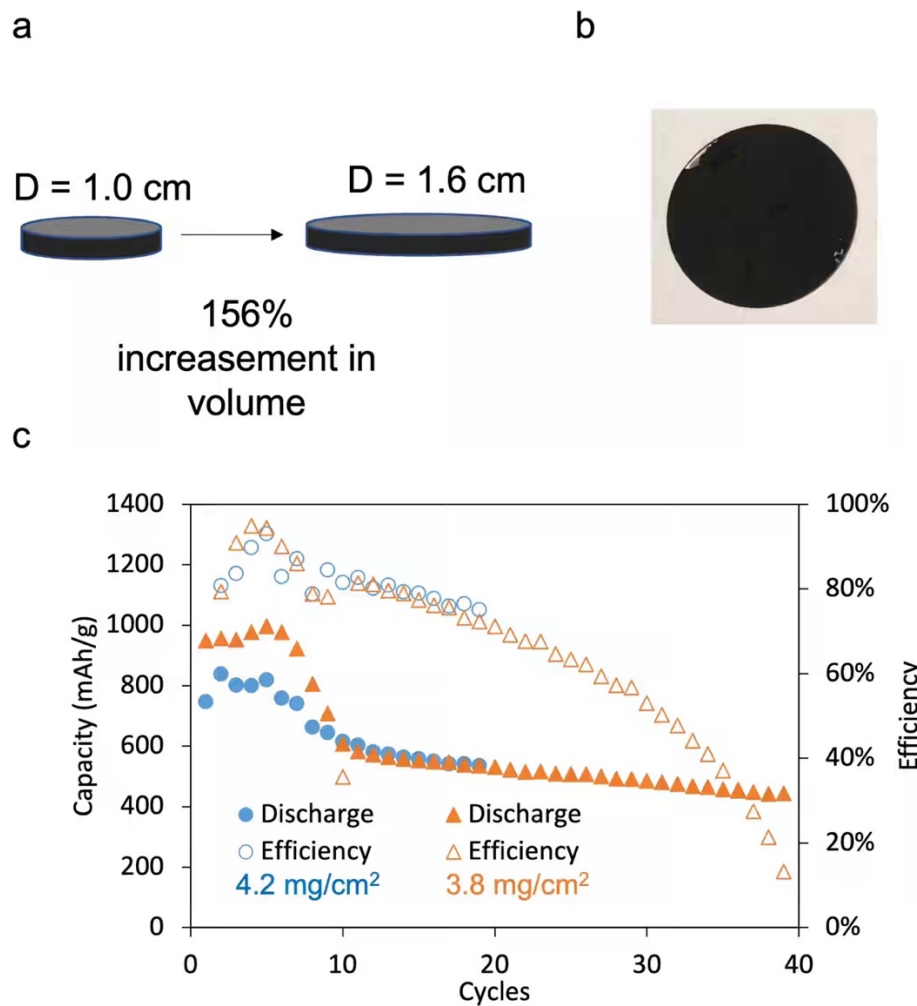 a
b
D = 1.0 cm
D = 1.6 cm
156%
increasement in
volume
c
1400
1200
1000
800
600
400
200
0
Capacity (mAh/g)
100%
80%
60%
40%
20%
0%
Efficiency
Discharge
Discharge
Efficiency
Efficiency
4.2 mg/cm²
3.8 mg/cm²
0
10
20
30
40
Cycles